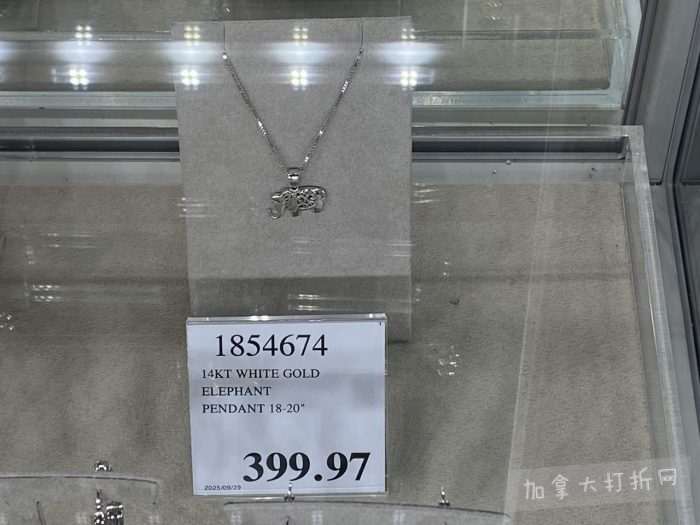 1854674
14KT WHITE GOLD
ELEPHANT
PENDANT 18-20"
399.97
2025/09/29
加拿大打折网